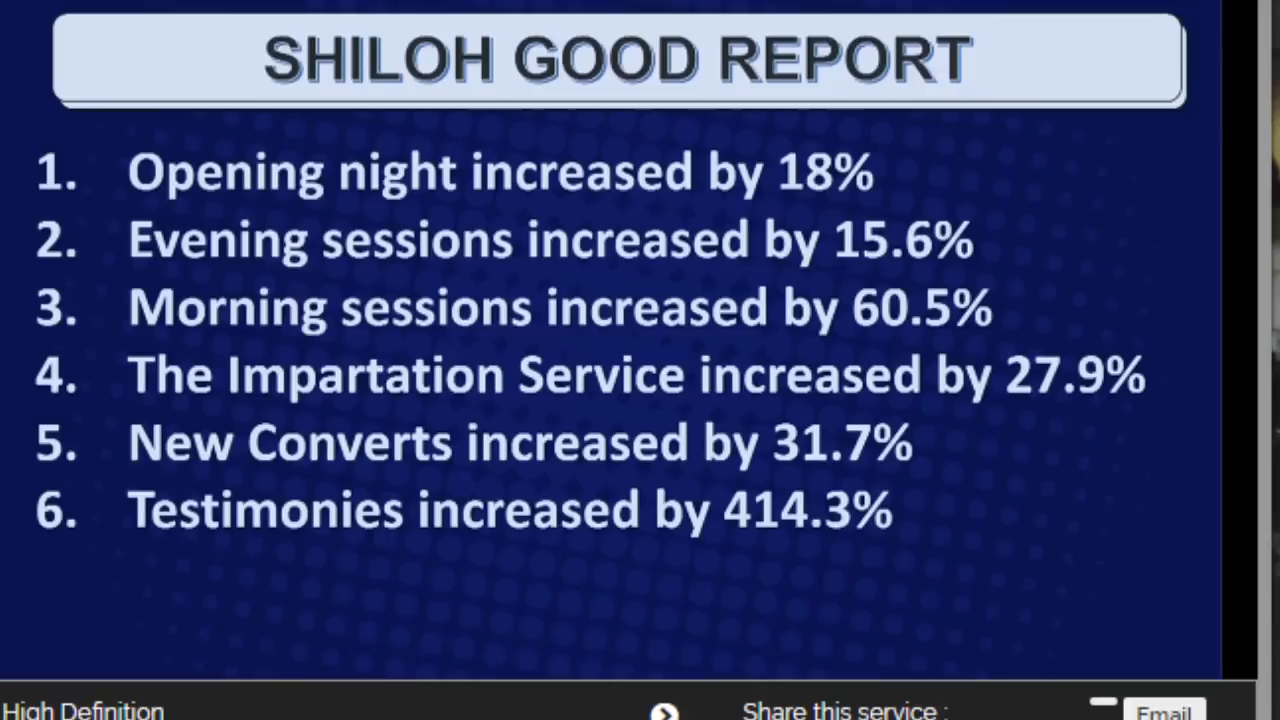 SHILOH GOOD REPORT
1. Opening night increased by 18%
2. Evening sessions increased by 15.6%
3. Morning sessions increased by 60.5%
4. The Impartation Service increased by 27.9%
5. New Converts increased by 31.7%
6. Testimonies increased by 414.3%
High Definition Share this service : Email